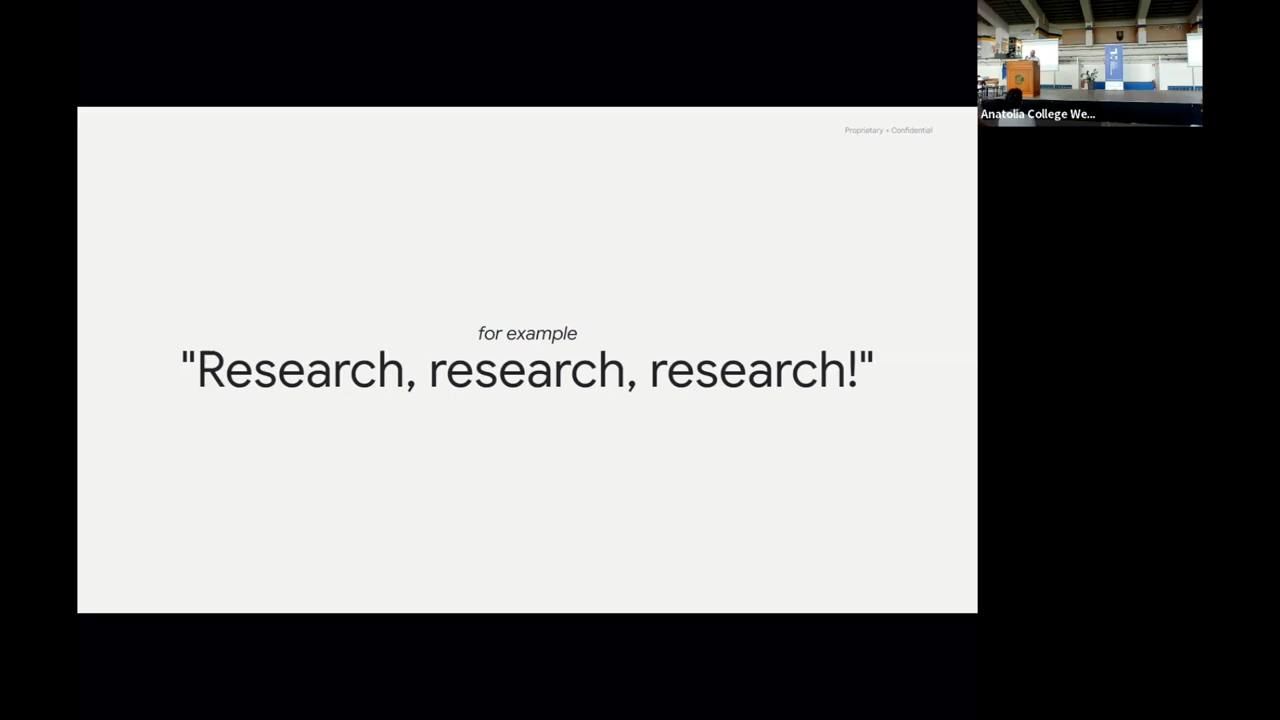 Proprietary + Confidential
for example
"Research, research, research!"
Anatolia College We...